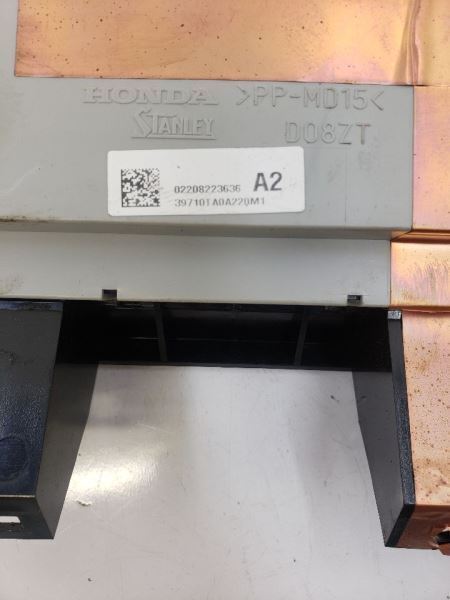 HONDA >PP-MD15<
STANLEY D08ZT
02208223636 A2
39710TA0A220M1